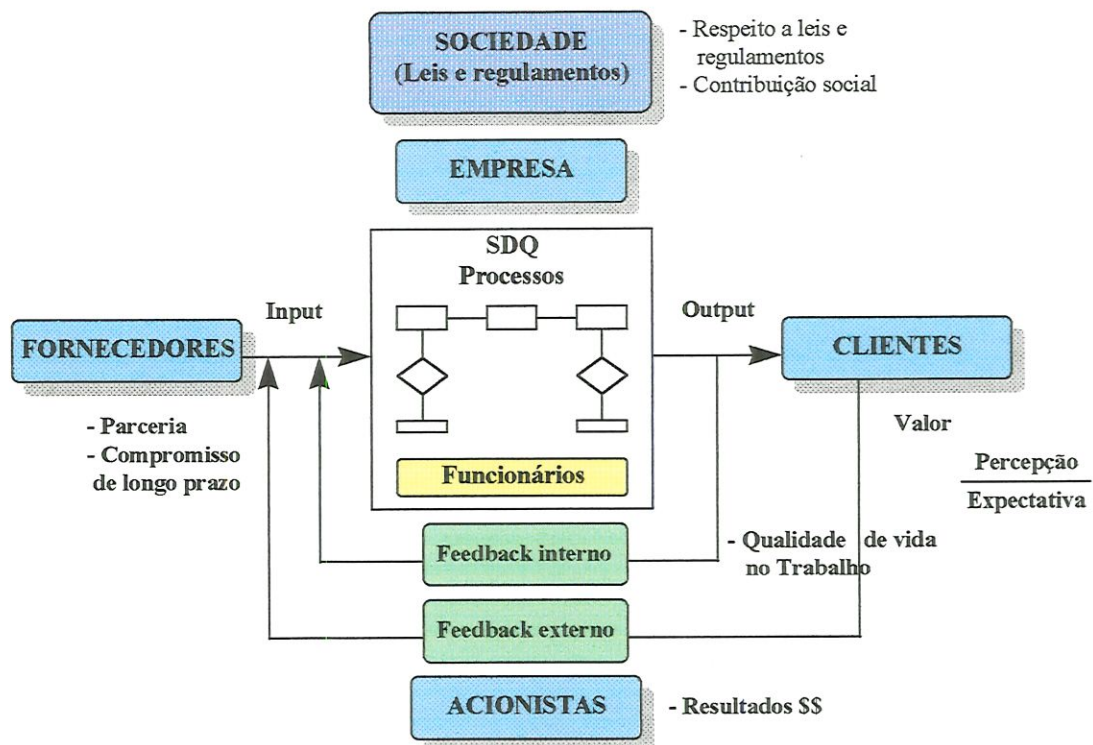 SOCIEDADE
(Leis e regulamentos)
- Respeito a leis e
regulamentos
- Contribuição social
EMPRESA
SDQ
Processos
Input
Output
FORNECEDORES
CLIENTES
- Parceria
- Compromisso
de longo prazo
Valor
Percepção
Expectativa
Funcionários
Feedback interno
- Qualidade de vida
no Trabalho
Feedback externo
ACIONISTAS
- Resultados $$